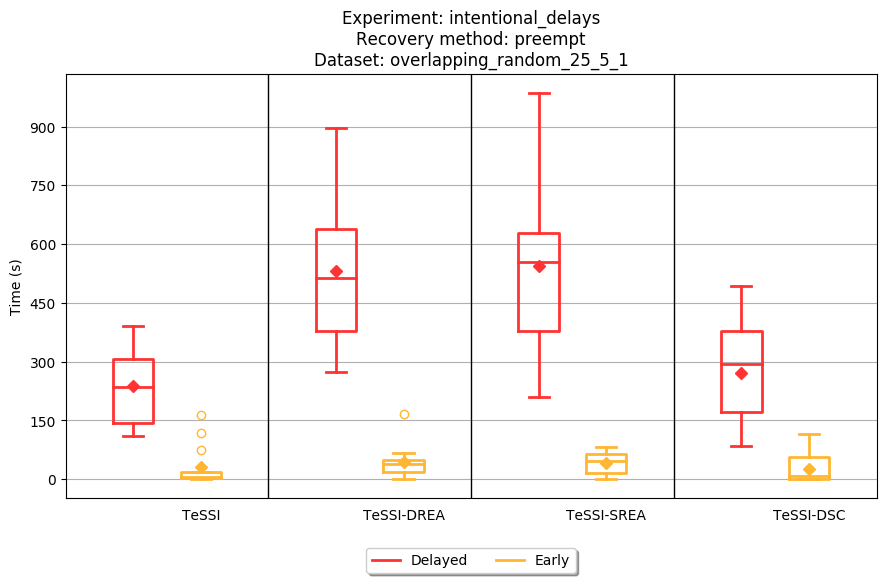 Experiment: intentional_delays
Recovery method: preempt
Dataset: overlapping_random_25_5_1
Time (s)
900
750
600
450
300
150
0
TeSSI
TeSSI-DREA
TeSSI-SREA
TeSSI-DSC
Delayed
Early